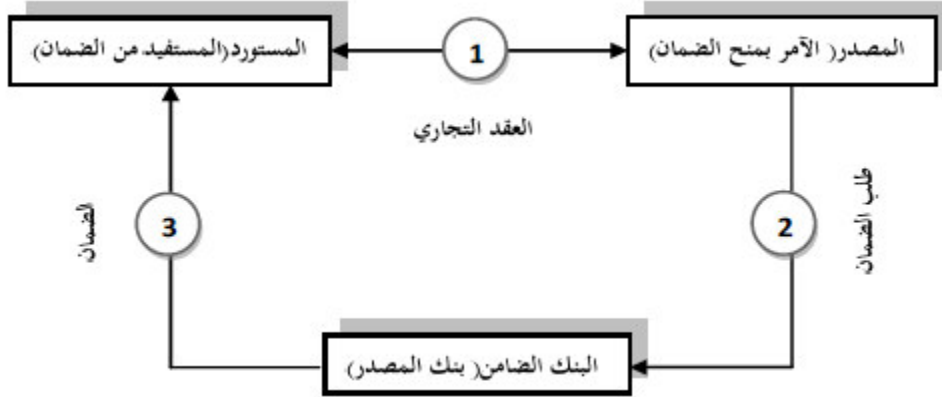 المصدر( الآمر بمنح الضمان)
1
المستورد(المستفيد من الضمان)
العقد التجاري
طلب الضمان
2
3
الضمان
البنك الضامن( بنك المصدر)